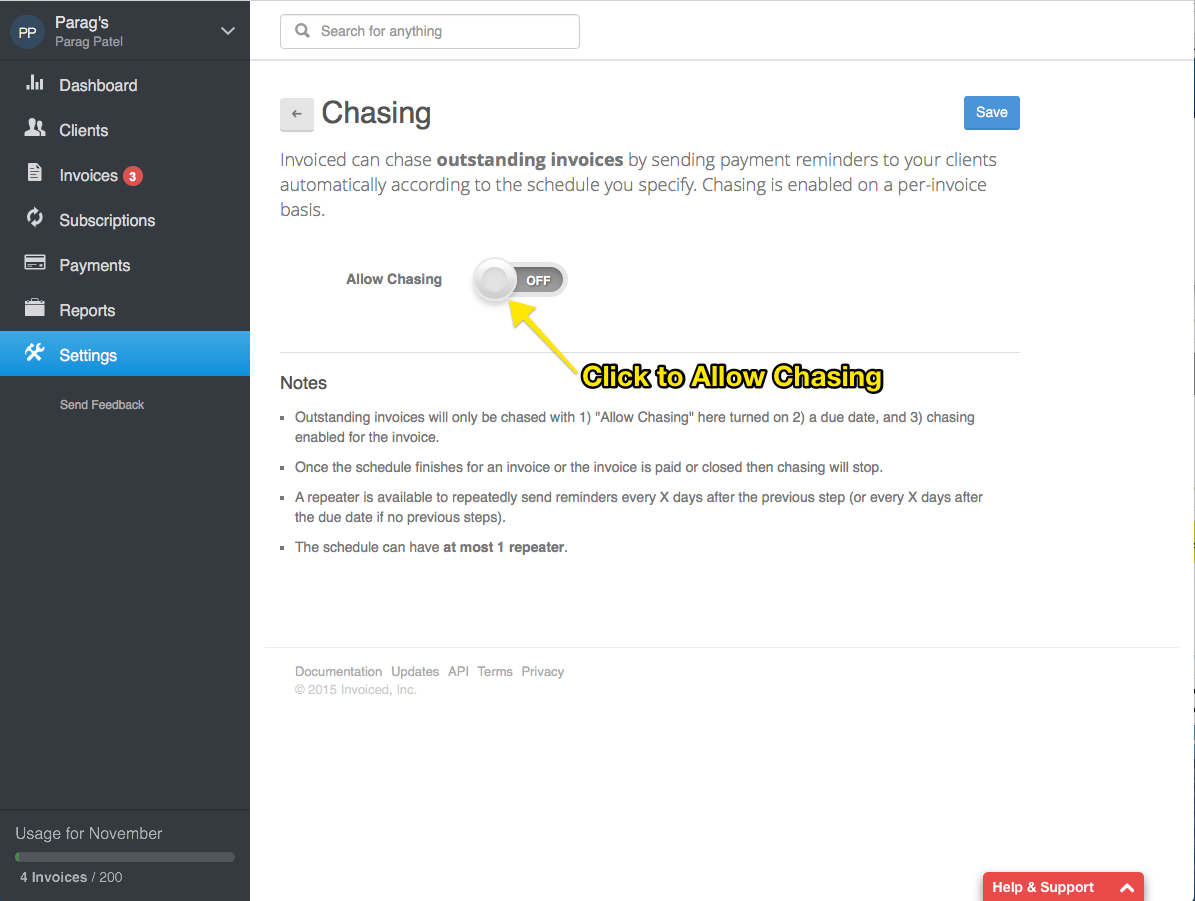 PP
Parag's
Parag Patel
Search for anything
Dashboard
Clients
Invoices 3
Subscriptions
Payments
Reports
Settings
Send Feedback
Usage for November
4 Invoices / 200
Chasing
Save
Invoiced can chase outstanding invoices by sending payment reminders to your clients
automatically according to the schedule you specify. Chasing is enabled on a per-invoice
basis.
Allow Chasing
OFF
Click to Allow Chasing
Notes
Outstanding invoices will only be chased with 1) "Allow Chasing" here turned on 2) a due date, and 3) chasing
enabled for the invoice.
Once the schedule finishes for an invoice or the invoice is paid or closed then chasing will stop.
A repeater is available to repeatedly send reminders every X days after the previous step (or every X days after
the due date if no previous steps).
The schedule can have at most 1 repeater.
Documentation Updates API Terms Privacy
© 2015 Invoiced, Inc.
Help & Support